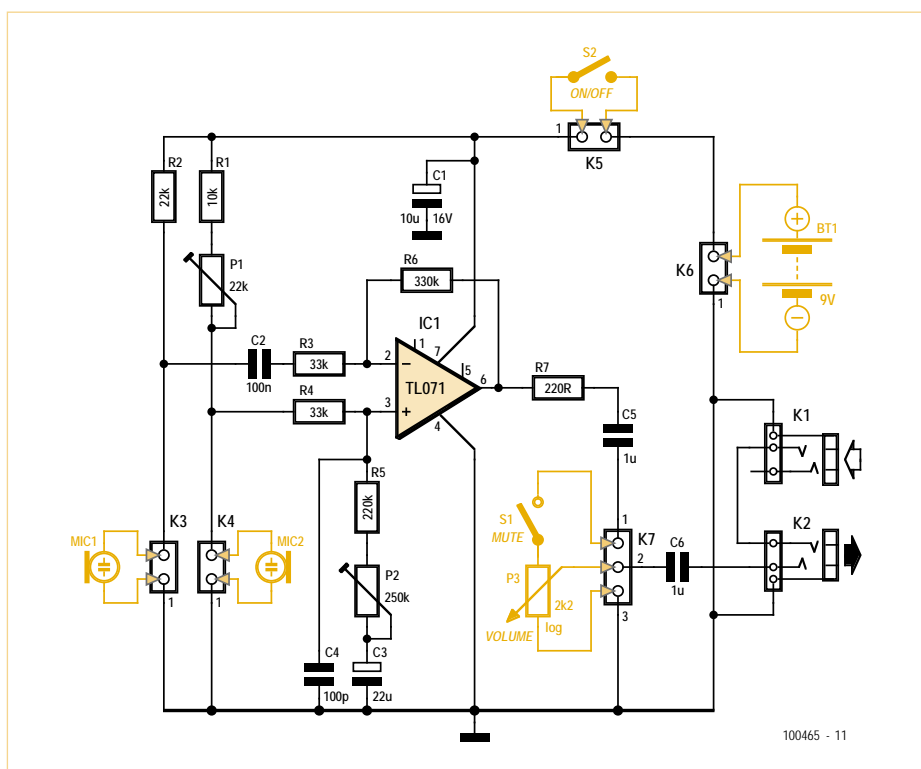 S2
ON/OFF
1
K5
R2
22k
R1
10k
C1
10u 16V
P1
22k
R6
330k
K6
1
BT1
9V
IC1
C2
100n
R3
33k
2
1
7
5
6
TL071
R4
33k
3
4
R7
220R
C5
1u
K1
R5
220k
S1
MUTE
1
K7
2
C6
1u
K2
MIC1
K3
K4
MIC2
1
1
P2
250k
P3
2k2
log
VOLUME
3
C4
100p
C3
22u
100465 - 11